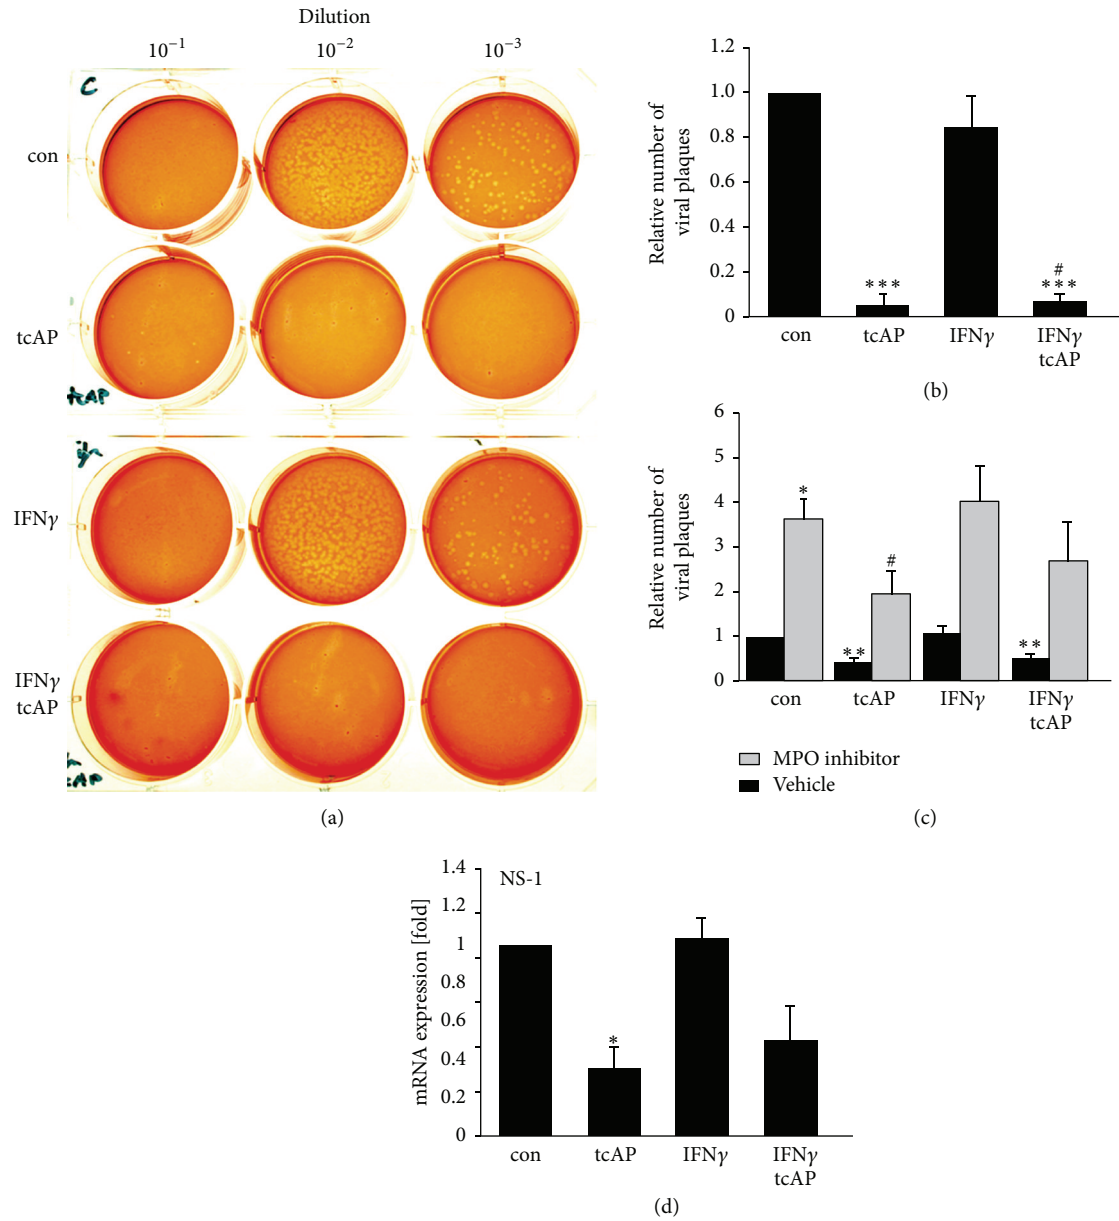 Dilution
10⁻¹ 10⁻² 10⁻³
C
con
tcAP
tcAP
IFNγ
IFNγ
tcAP
(a)
Relative number of
viral plaques
1.2
1.0
0.8
0.6
0.4
0.2
0
***
#
***
con tcAP IFNγ IFNγ
tcAP
(b)
Relative number of
viral plaques
6
5
4
3
2
1
0
*
**
#
**
con tcAP IFNγ IFNγ
tcAP
MPO inhibitor
Vehicle
(c)
mRNA expression [fold]
1.4
1.2
1
0.8
0.6
0.4
0
NS-1
*
con tcAP IFNγ IFNγ
tcAP
(d)